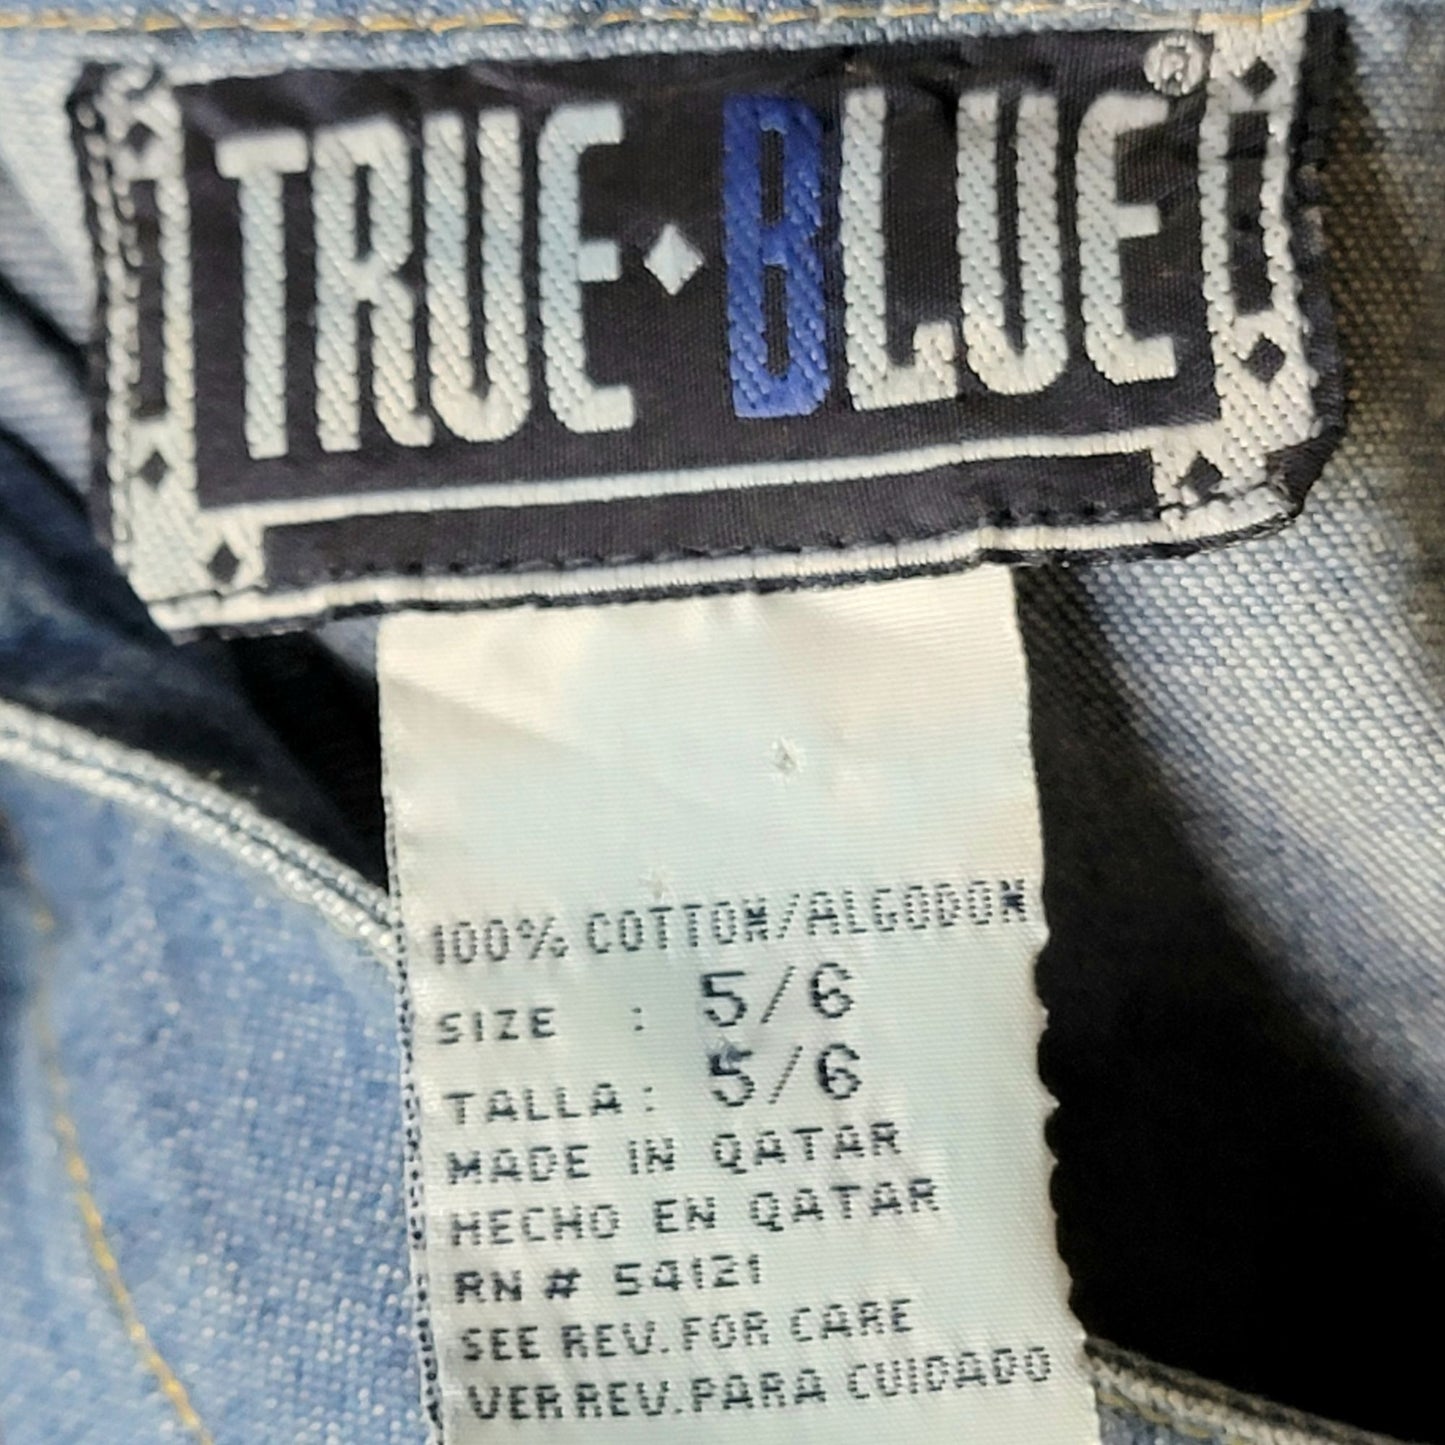 TRUE BLUE®
100% COTTON/ALGODON
SIZE : 5/6
TALLA: 5/6
MADE IN QATAR
HECHO EN QATAR
RN # 54121
SEE REV. FOR CARE
VER REV. PARA CUIDADO